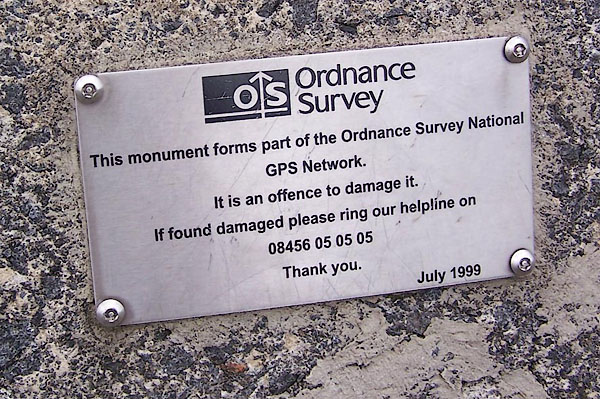 OS Ordnance
Survey
This monument forms part of the Ordnance Survey National
GPS Network.
It is an offence to damage it.
If found damaged please ring our helpline on
08456 05 05 05
Thank you.
July 1999